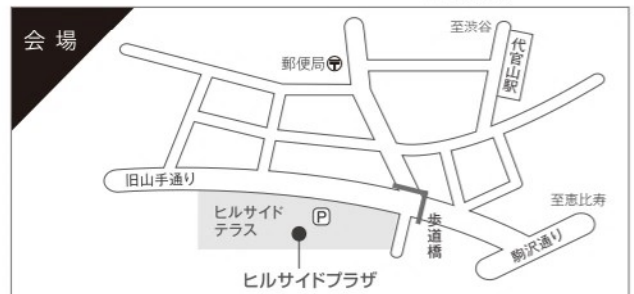 会場
至渋谷
郵便局〒
代官山駅
旧山手通り
ヒルサイド
テラス
P
歩道橋
至恵比寿
駒沢通り
ヒルサイドプラザ